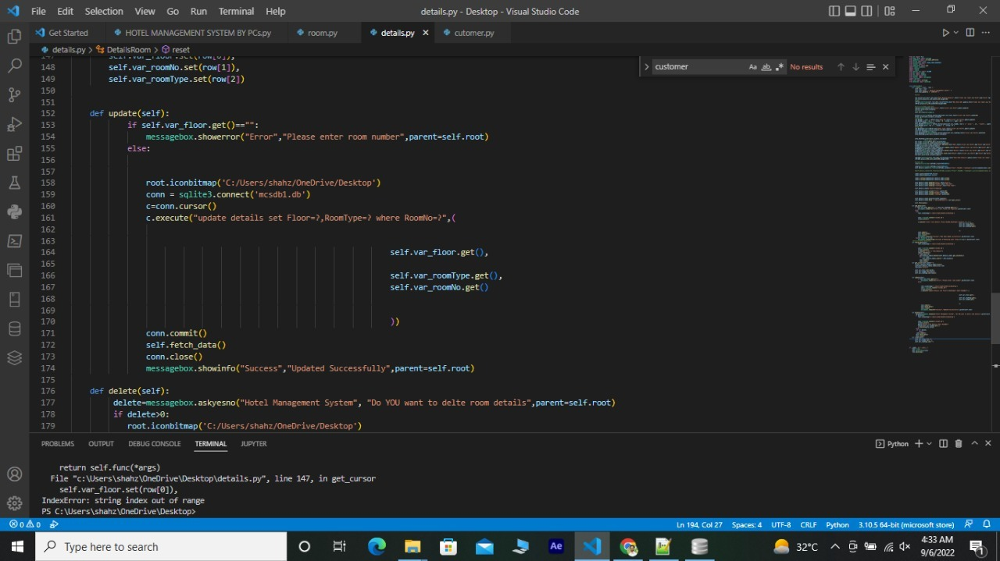 File Edit Selection View Go Run Terminal Help details.py - Desktop - Visual Studio Code
Get Started HOTEL MANAGEMENT SYSTEM BY PCs.py room.py details.py cutomer.py
details.py > DetailsRoom > reset
147 self.var_floor.set(row[0]),
148 self.var_roomNo.set(row[1]),
149 self.var_roomType.set(row[2])
150
151
152 def update(self):
153 if self.var_floor.get()=="":
154 messagebox.showerror("Error","Please enter room number",parent=self.root)
155 else:
156
157
158 root.iconbitmap('C:/Users/shahz/OneDrive/Desktop')
159 conn = sqlite3.connect('mcsdb1.db')
160 c=conn.cursor()
161 c.execute("update details set Floor=?,RoomType=? where RoomNo=?",(
162
163
164 self.var_floor.get(),
165
166 self.var_roomType.get(),
167 self.var_roomNo.get()
168
169
170 ))
171 conn.commit()
172 self.fetch_data()
173 conn.close()
174 messagebox.showinfo("Success","Updated Successfully",parent=self.root)
175
176 def delete(self):
177 delete=messagebox.askyesno("Hotel Management System", "Do YOU want to delte room details",parent=self.root)
178 if delete>0:
179 root.iconbitmap('C:/Users/shahz/OneDrive/Desktop')
customer Aa ab No results
PROBLEMS OUTPUT DEBUG CONSOLE TERMINAL JUPYTER Python
return self.func(*args)
File "c:\Users\shahz\OneDrive\Desktop\details.py", line 147, in get_cursor
self.var_floor.set(row[0]),
IndexError: string index out of range
PS C:\Users\shahz\OneDrive\Desktop>
0 0 Ln 194, Col 27 Spaces: 4 UTF-8 CRLF Python 3.10.5 64-bit (microsoft store)
Type here to search Ae 32°C 4:33 AM
9/6/2022 1